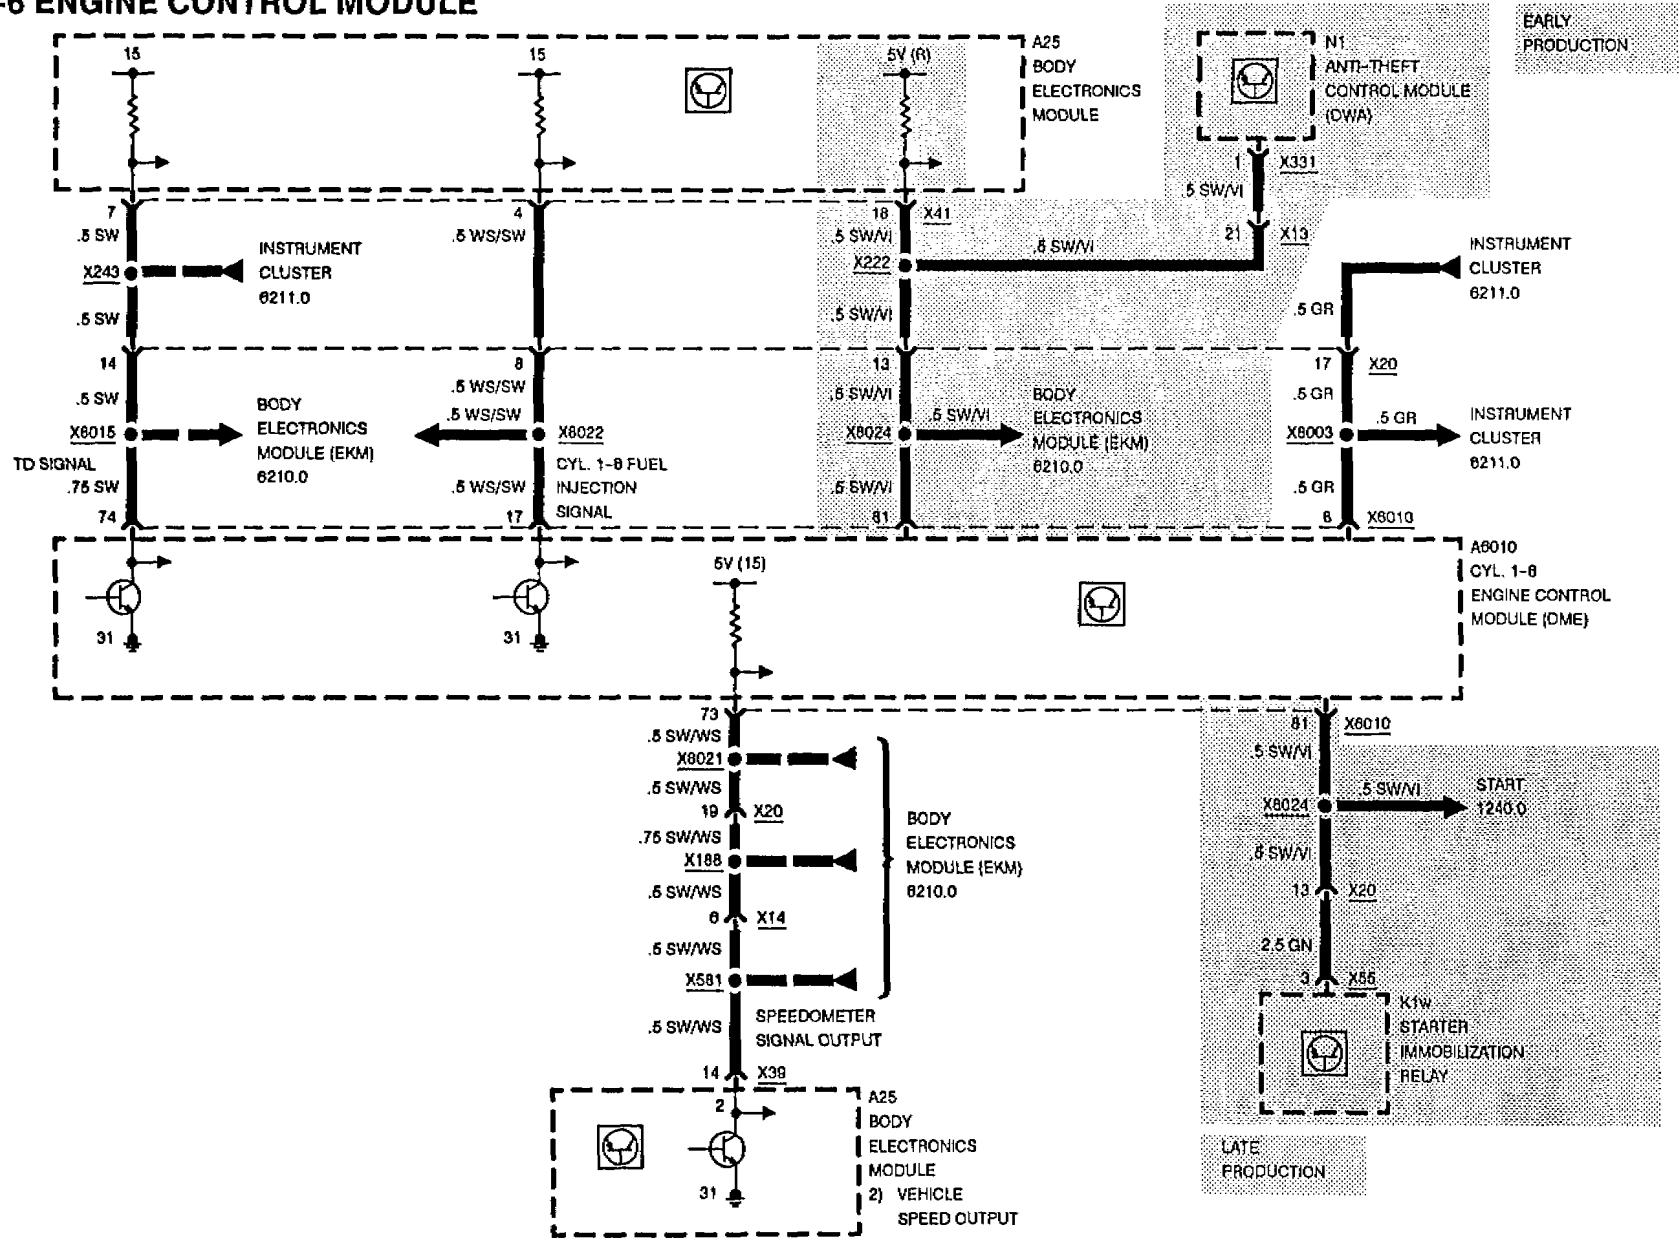 -6 ENGINE CONTROL MODULE
EARLY
PRODUCTION
15
15
5V (R)
A25
BODY
ELECTRONICS
MODULE
N1
ANTI-THEFT
CONTROL MODULE
(DWA)
1
X331
.5 SW/VI
7
4
18
X41
21
X13
.5 SW
.5 WS/SW
.5 SW/VI
.5 SW/VI
X243
INSTRUMENT
CLUSTER
6211.0
X222
INSTRUMENT
CLUSTER
6211.0
.5 SW
.5 SW/VI
.5 GR
14
8
13
17
X20
.5 SW
.5 WS/SW
.5 SW/VI
.5 GR
X6015
BODY
ELECTRONICS
MODULE (EKM)
6210.0
.5 WS/SW
X6022
X6024
.5 SW/VI
BODY
ELECTRONICS
MODULE (EKM)
6210.0
X6003
.5 GR
INSTRUMENT
CLUSTER
6211.0
TD SIGNAL
.75 SW
.5 WS/SW
CYL. 1-6 FUEL
INJECTION
SIGNAL
.5 SW/VI
.5 GR
74
17
81
6
X6010
A6010
CYL. 1-6
ENGINE CONTROL
MODULE (DME)
5V (15)
31
31
73
81
X6010
.5 SW/WS
.5 SW/VI
X6021
.5 SW/WS
X6024
.5 SW/VI
START
1240.0
19
X20
.75 SW/WS
BODY
ELECTRONICS
MODULE (EKM)
6210.0
.5 SW/VI
X188
13
X20
.5 SW/WS
6
X14
2.5 GN
.5 SW/WS
X581
3
X55
.5 SW/WS
SPEEDOMETER
SIGNAL OUTPUT
K1w
STARTER
IMMOBILIZATION
RELAY
14
X39
2
A25
BODY
ELECTRONICS
MODULE
2) VEHICLE
SPEED OUTPUT
31
LATE
PRODUCTION